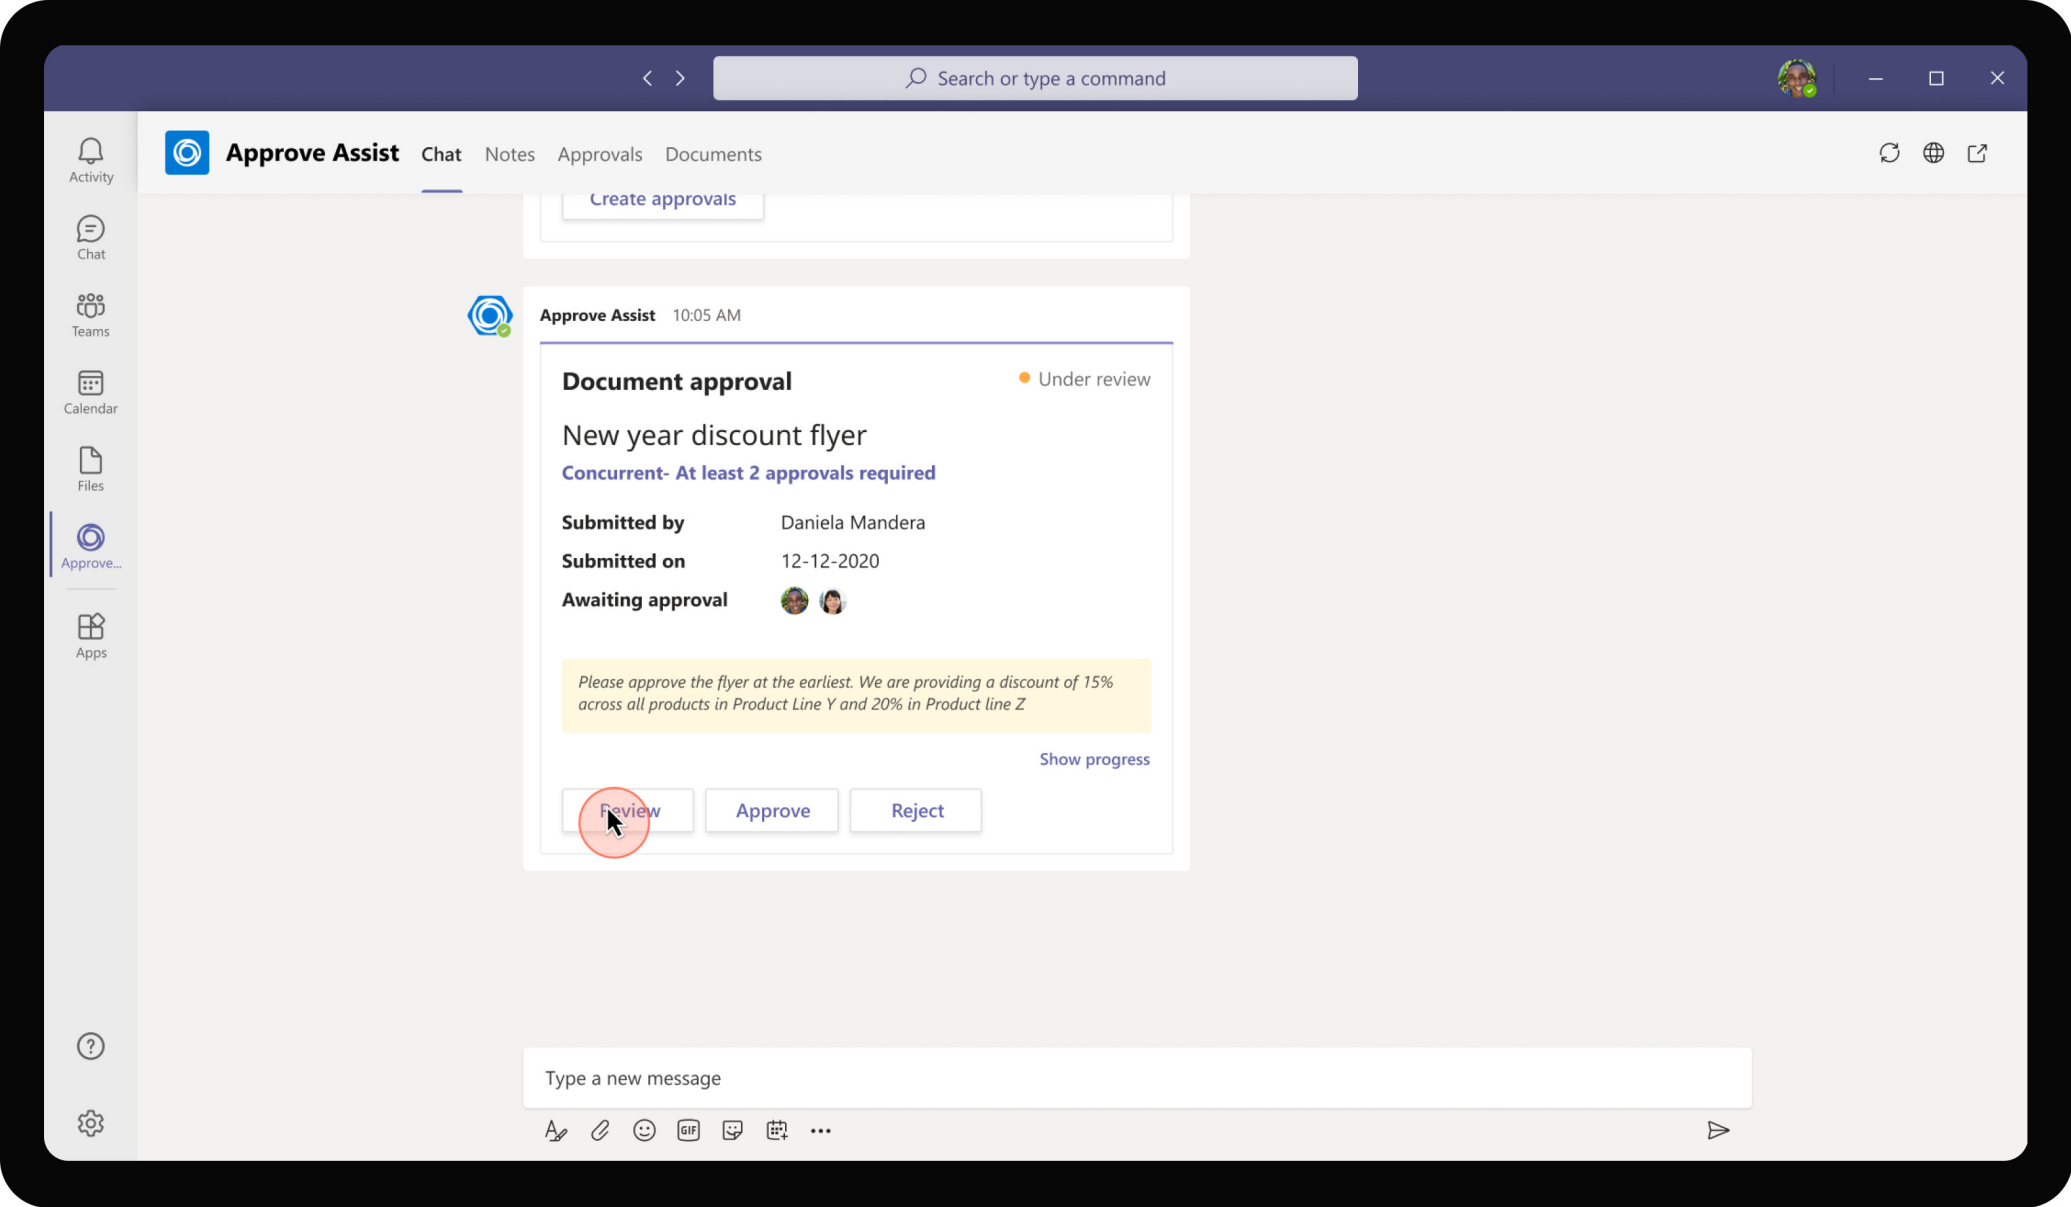 Search or type a command
Approve Assist
Chat
Notes
Approvals
Documents
Activity
Chat
Teams
Calendar
Files
Approve...
Apps
Create approvals
Approve Assist 10:05 AM
Document approval
Under review
New year discount flyer
Concurrent- At least 2 approvals required
Submitted by Daniela Mandera
Submitted on 12-12-2020
Awaiting approval
Please approve the flyer at the earliest. We are providing a discount of 15%
across all products in Product Line Y and 20% in Product line Z
Show progress
Review
Approve
Reject
Type a new message
GIF